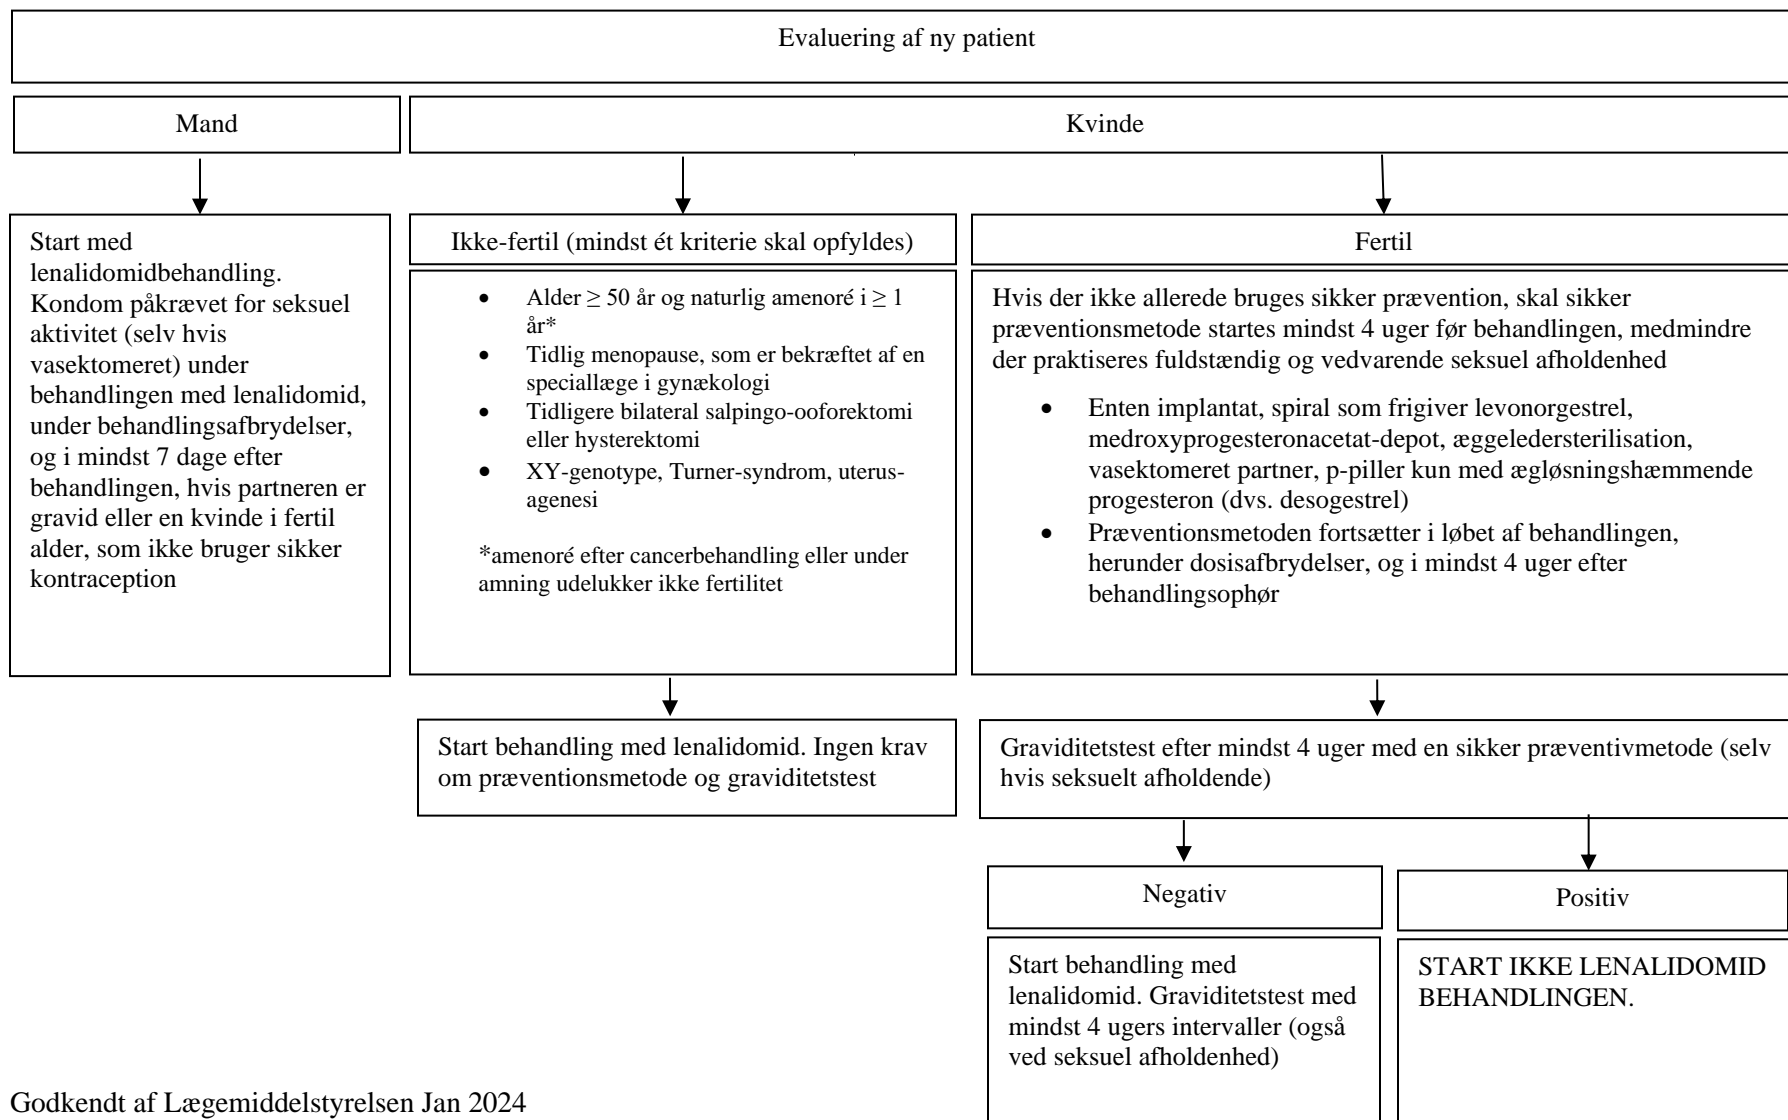 Evaluering af ny patient
Mand
Kvinde
Start med
lenalidomidbehandling.
Kondom påkrævet for seksuel
aktivitet (selv hvis
vasektomeret) under
behandlingen med lenalidomid,
under behandlingsafbrydelser,
og i mindst 7 dage efter
behandlingen, hvis partneren er
gravid eller en kvinde i fertil
alder, som ikke bruger sikker
kontraception
Ikke-fertil (mindst ét kriterie skal opfyldes)
• Alder ≥ 50 år og naturlig amenoré i ≥ 1
år*
• Tidlig menopause, som er bekræftet af en
speciallæge i gynækologi
• Tidligere bilateral salpingo-ooforektomi
eller hysterektomi
• XY-genotype, Turner-syndrom, uterus-
agenesi
*amenoré efter cancerbehandling eller under
amning udelukker ikke fertilitet
Start behandling med lenalidomid. Ingen krav
om præventionsmetode og graviditetstest
Fertil
Hvis der ikke allerede bruges sikker prævention, skal sikker
præventionsmetode startes mindst 4 uger før behandlingen, medmindre
der praktiseres fuldstændig og vedvarende seksuel afholdenhed
• Enten implantat, spiral som frigiver levonorgestrel,
medroxyprogesteronacetat-depot, æggeledersterilisation,
vasektomeret partner, p-piller kun med ægløsningshæmmende
progesteron (dvs. desogestrel)
• Præventionsmetoden fortsætter i løbet af behandlingen,
herunder dosisafbrydelser, og i mindst 4 uger efter
behandlingsophør
Graviditetstest efter mindst 4 uger med en sikker præventivmetode (selv
hvis seksuelt afholdende)
Negativ
Start behandling med
lenalidomid. Graviditetstest med
mindst 4 ugers intervaller (også
ved seksuel afholdenhed)
Positiv
START IKKE LENALIDOMID
BEHANDLINGEN.
Godkendt af Lægemiddelstyrelsen Jan 2024